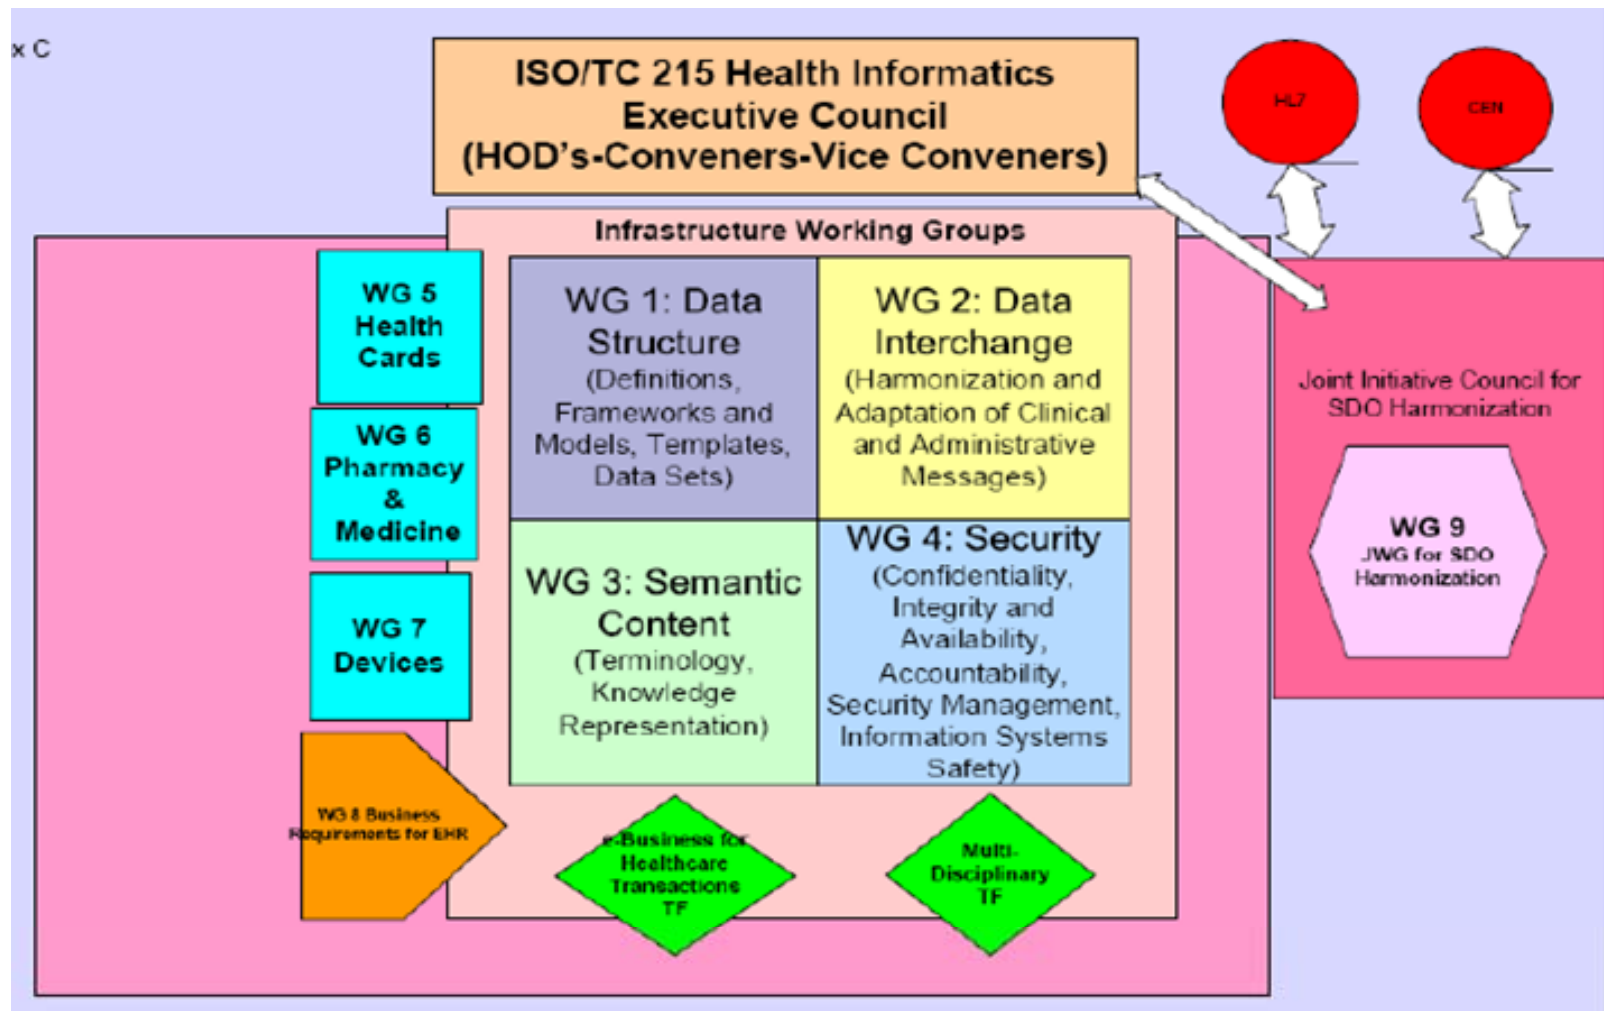 x C
ISO/TC 215 Health Informatics
Executive Council
(HOD's-Conveners-Vice Conveners)
HL7
CEN
Infrastructure Working Groups
WG 5
Health
Cards
WG 6
Pharmacy
&
Medicine
WG 7
Devices
WG 8 Business
Requirements for EHR
WG 1: Data
Structure
(Definitions,
Frameworks and
Models, Templates,
Data Sets)
WG 2: Data
Interchange
(Harmonization and
Adaptation of Clinical
and Administrative
Messages)
WG 3: Semantic
Content
(Terminology,
Knowledge
Representation)
WG 4: Security
(Confidentiality,
Integrity and
Availability,
Accountability,
Security Management,
Information Systems
Safety)
e-Business for
Healthcare
Transactions
TF
Multi-
Disciplinary
TF
Joint Initiative Council for
SDO Harmonization
WG 9
JWG for SDO
Harmonization